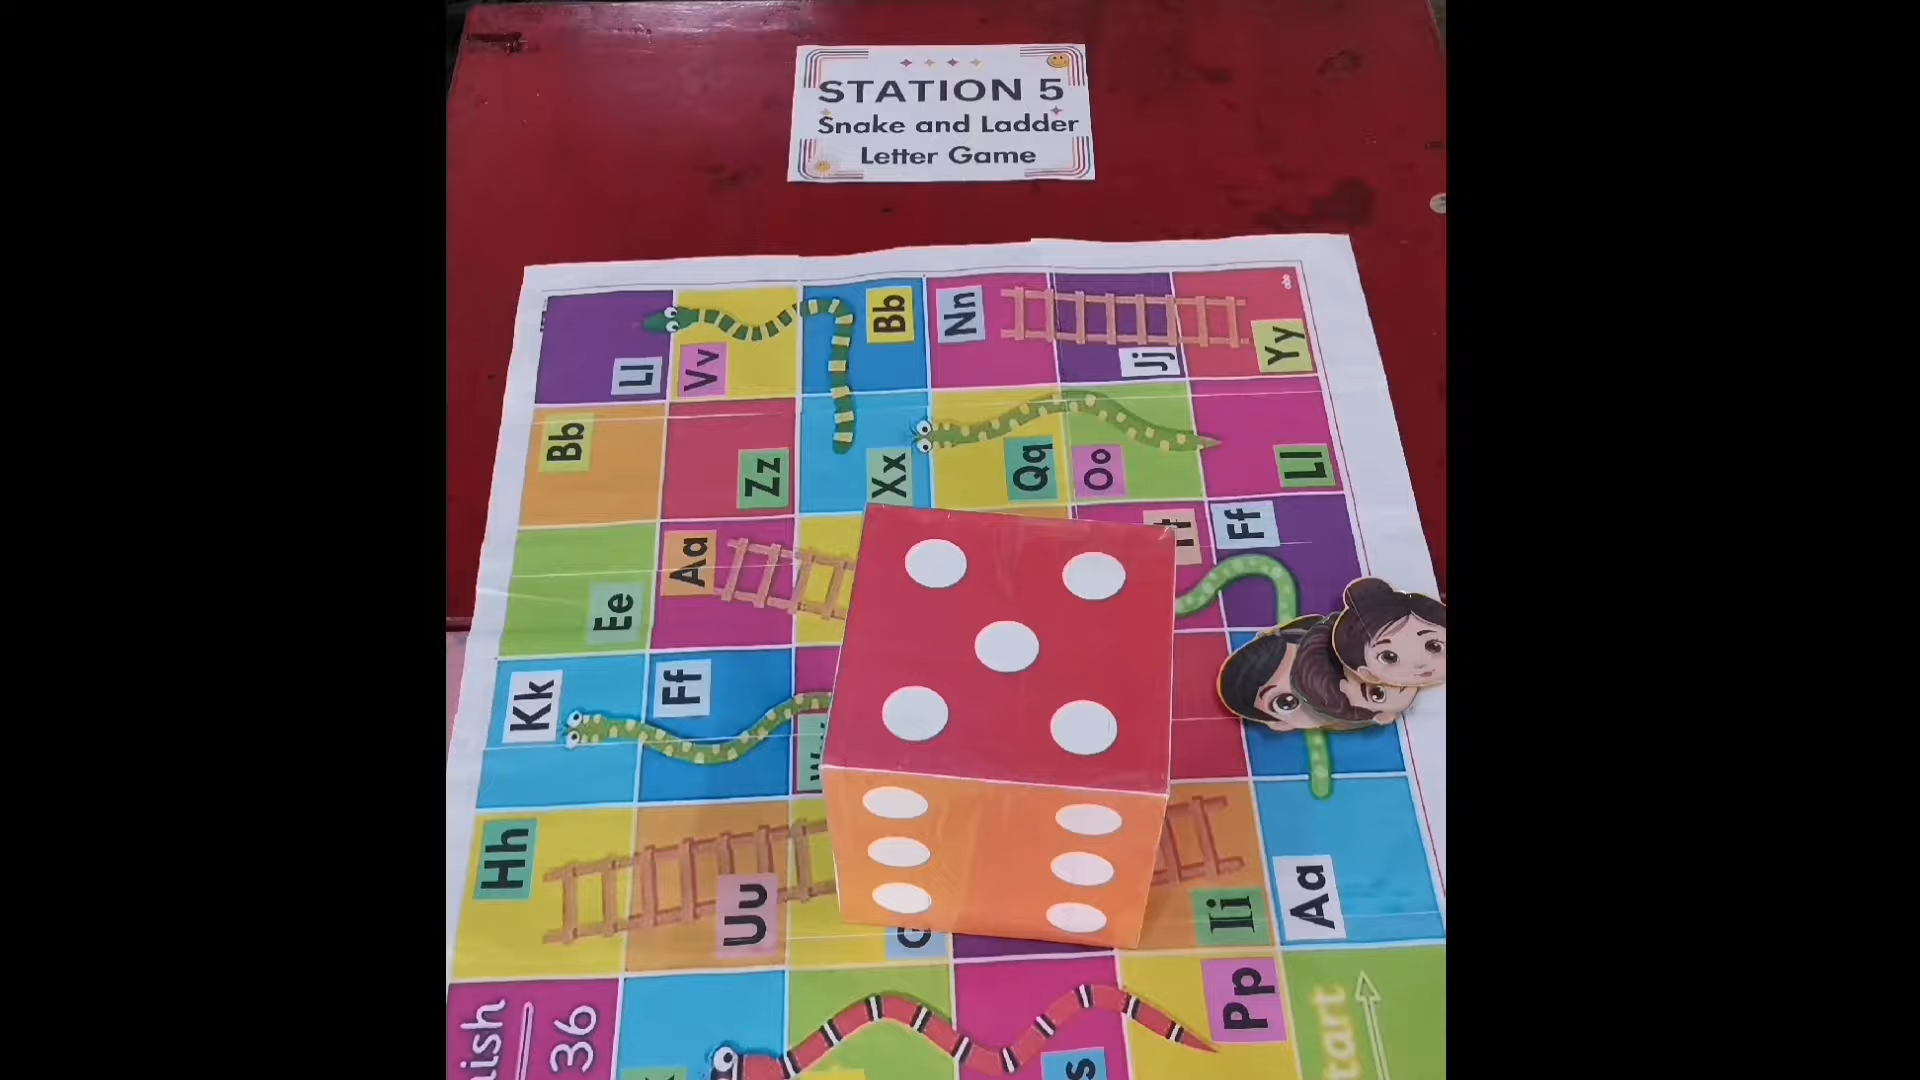 STATION 5
Snake and Ladder
Letter Game
Ll
Vv
Bb
Nn
Jj
Yy
Bb
Zz
Xx
Qq
Oo
Ll
Ee
Aa
Ff
Kk
Ff
Hh
Uu
Ii
Aa
36
Pp